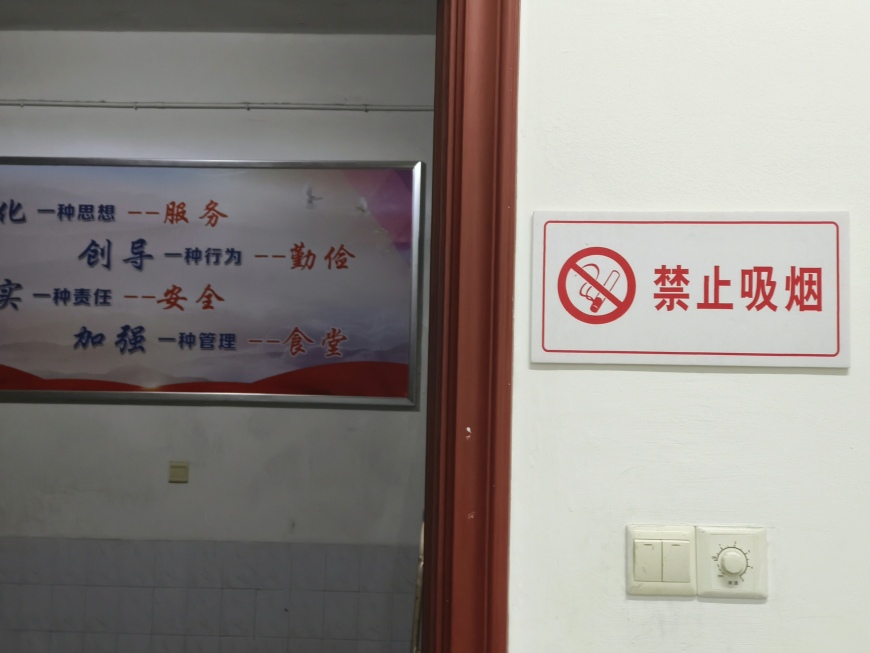 化 一种思想 --服务
创导 一种行为 --勤俭
实 一种责任 --安全
加强 一种管理 --食堂
禁止吸烟